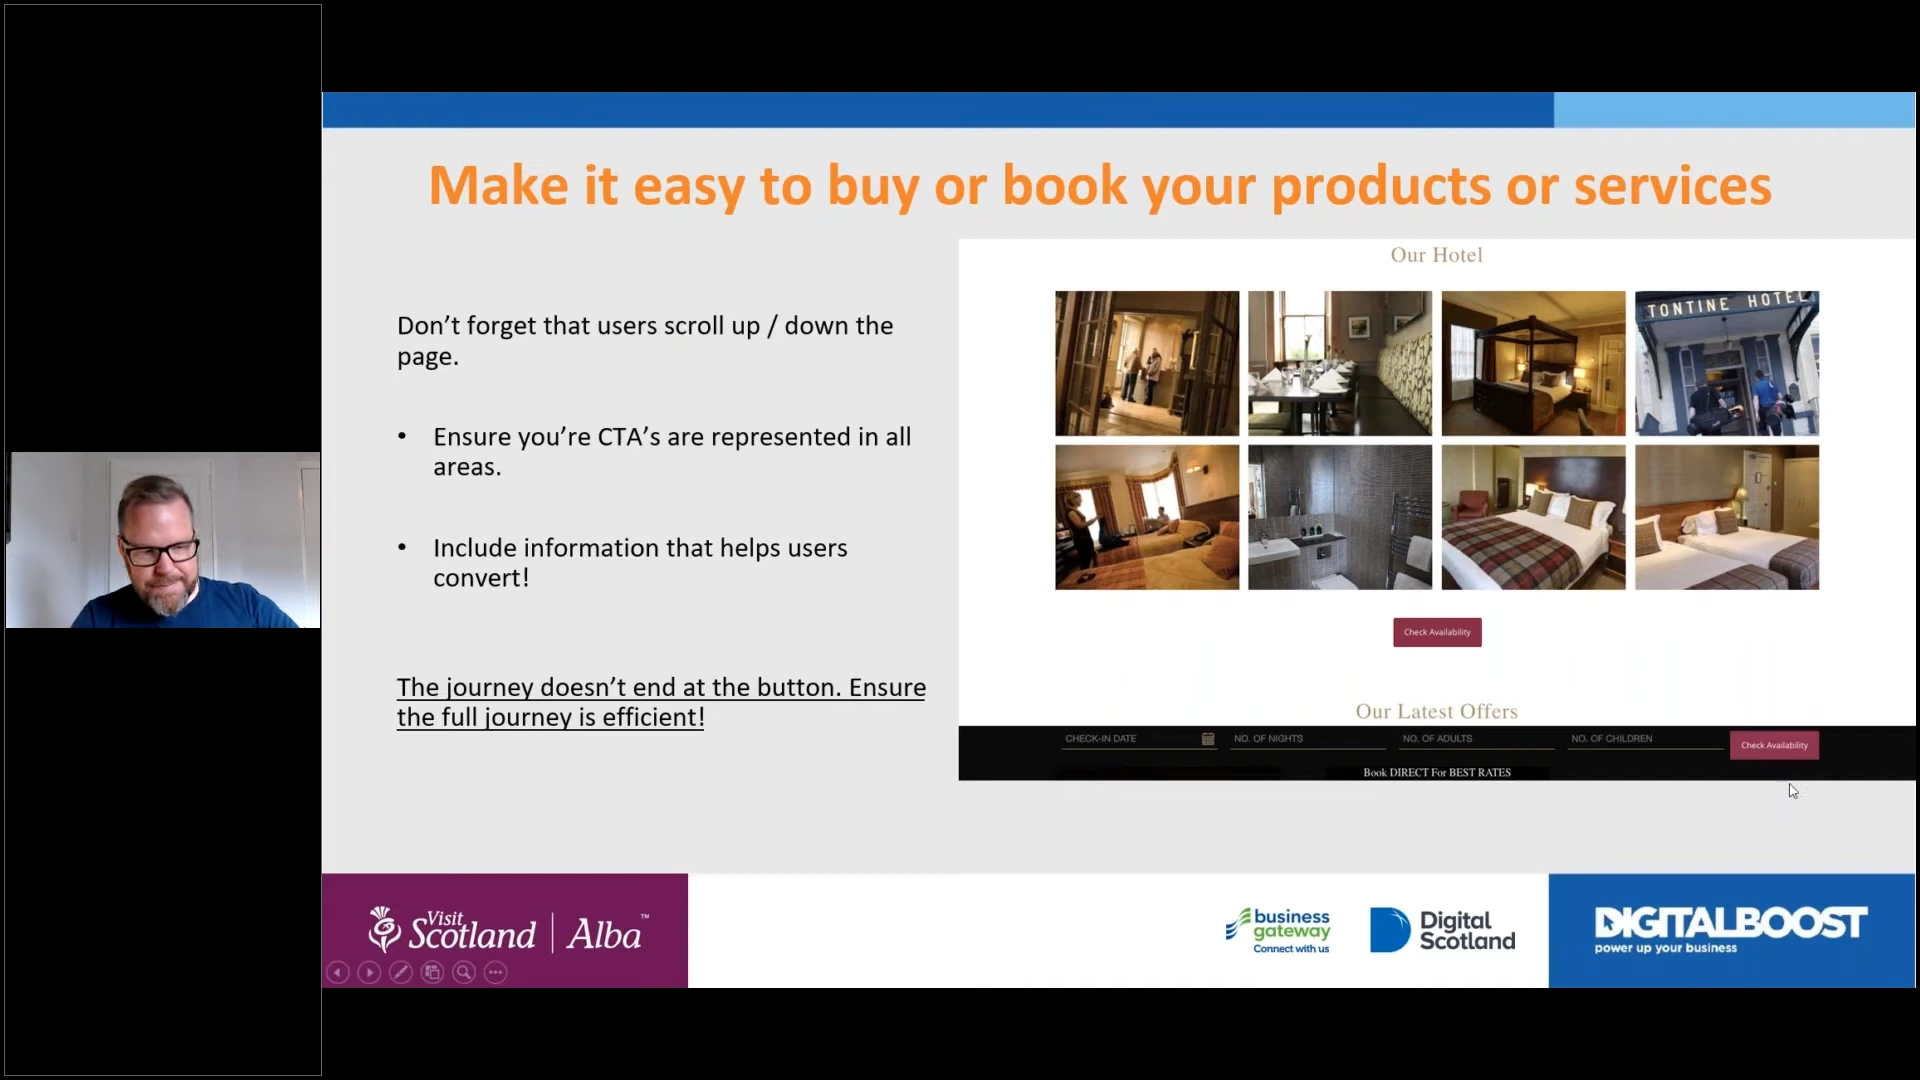 Make it easy to buy or book your products or services
Don’t forget that users scroll up / down the
page.
• Ensure you’re CTA’s are represented in all
areas.
• Include information that helps users
convert!
The journey doesn’t end at the button. Ensure
the full journey is efficient!
Our Hotel
TONTINE HOTEL
Check Availability
Our Latest Offers
CHECK-IN DATE
NO. OF NIGHTS
NO. OF ADULTS
NO. OF CHILDREN
Check Availability
Book DIRECT For BEST RATES
Visit
Scotland | Alba™
business
gateway
Connect with us
Digital
Scotland
DIGITALBOOST
power up your business